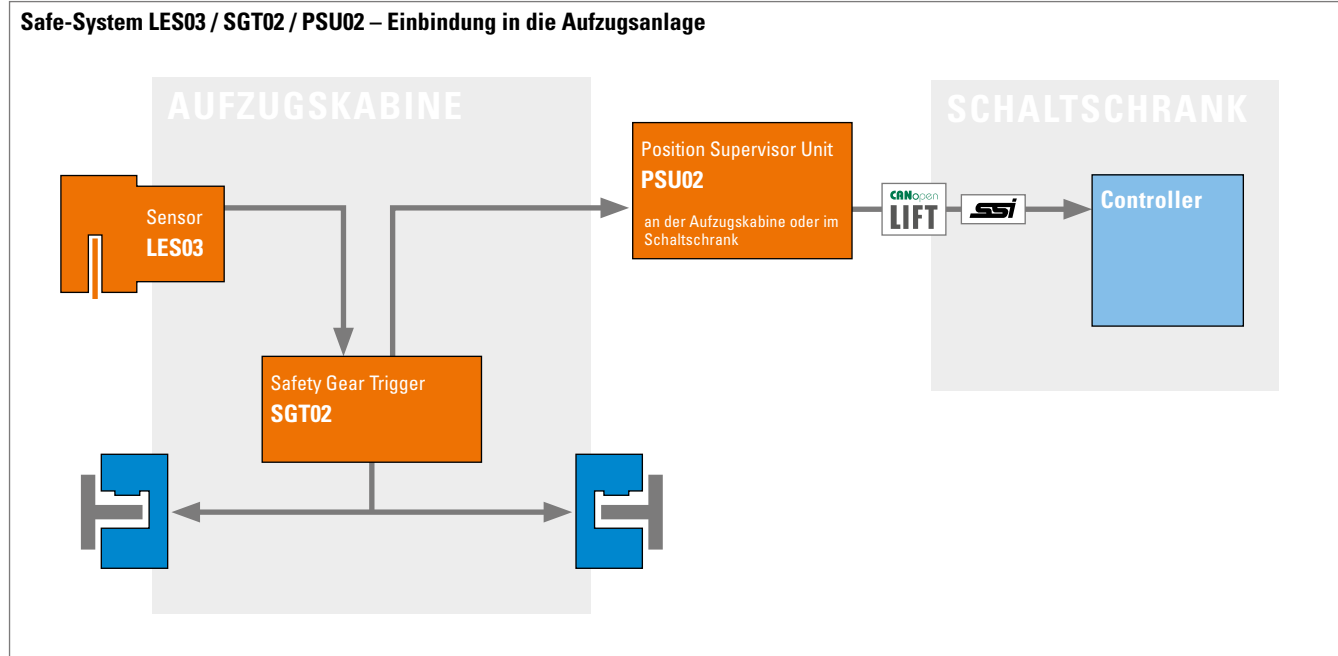 Safe-System LES03 / SGT02 / PSU02 – Einbindung in die Aufzugsanlage
AUFZUGSKABINE
SCHALTSCHRANK
Position Supervisor Unit
PSU02
an der Aufzugskabine oder im
Schaltschrank
CANopen
LIFT
SSi
Controller
Sensor
LES03
Safety Gear Trigger
SGT02